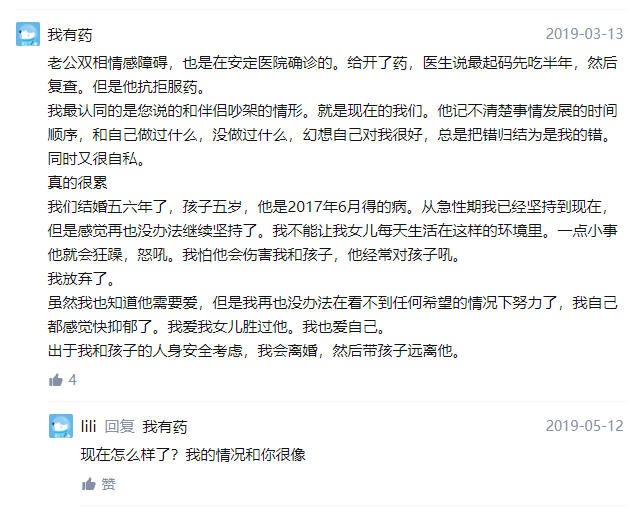 我有药 2019-03-13
老公双相情感障碍，也是在安定医院确诊的。给开了药，医生说最起码先吃半年，然后
复查。但是他抗拒服药。
我最认同的是您说的和伴侣吵架的情形。就是现在的我们。他记不清楚事情发展的时间
顺序，和自己做过什么，没做过什么，幻想自己对我很好，总是把错归结为是我的错。
同时又很自私。
真的很累
我们结婚五六年了，孩子五岁，他是2017年6月得的病。从急性期我已经坚持到现在，
但是感觉再也没办法继续坚持了。我不能让我女儿每天生活在这样的环境里。一点小事
他就会狂躁，怒吼。我怕他会伤害我和孩子，他经常对孩子吼。
我放弃了。
虽然我也知道他需要爱，但是我再也没办法在看不到任何希望的情况下努力了，我自己
都感觉快抑郁了。我爱我女儿胜过他。我也爱自己。
出于我和孩子的人身安全考虑，我会离婚，然后带孩子远离他。
4
lili 回复 我有药 2019-05-12
现在怎么样了？我的情况和你很像
赞